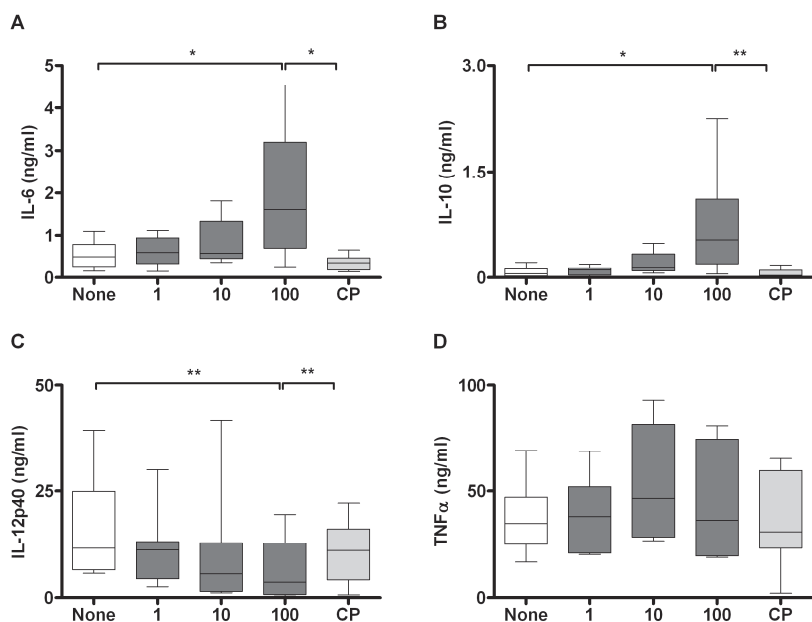 A
* *
5
4
3
2
1
0
IL-6 (ng/ml)
None 1 10 100 CP
B
* **
3.0
1.5
0
IL-10 (ng/ml)
None 1 10 100 CP
C
** **
50
25
0
IL-12p40 (ng/ml)
None 1 10 100 CP
D
100
50
0
TNFα (ng/ml)
None 1 10 100 CP